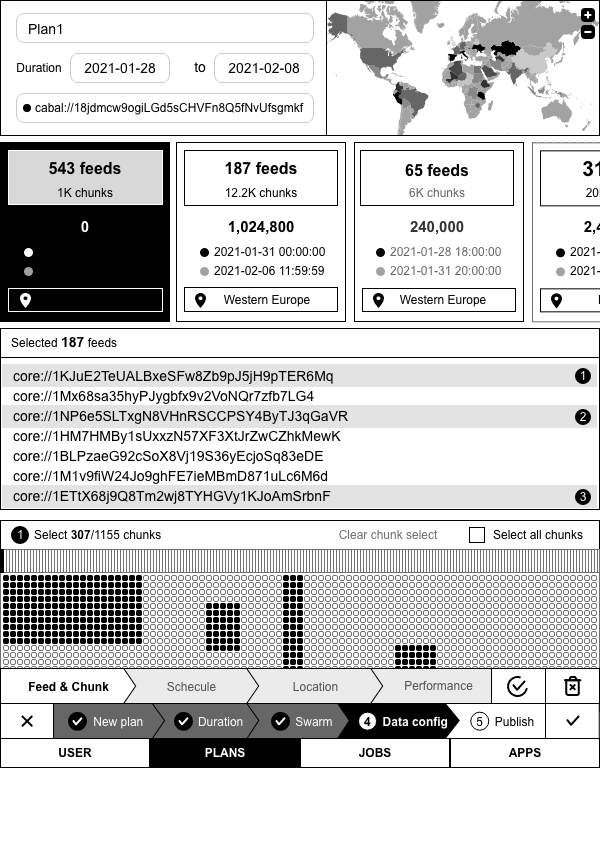 Plan1
Duration 2021-01-28 to 2021-02-08
cabal://18jdmcw9ogiLGd5sCHVFn8Q5fNvUfsgmkf
543 feeds
1K chunks
0
187 feeds
12.2K chunks
1,024,800
2021-01-31 00:00:00
2021-02-06 11:59:59
Western Europe
65 feeds
6K chunks
240,000
2021-01-28 18:00:00
2021-01-31 20:00:00
Western Europe
31
20
2,4
2021-
2021-
Selected 187 feeds
core://1KJuE2TeUALBxeSFw8Zb9pJ5jH9pTER6Mq 1
core://1Mx68sa35hyPJygbfx9v2VoNQr7zfb7LG4
core://1NP6e5SLTxgN8VHnRSCCPSY4ByTJ3qGaVR 2
core://1HM7HMBy1sUxxzN57XF3XtJrZwCZhkMewK
core://1BLPzaeG92cSoX8Vj19S36yEcjoSq83eDE
core://1M1v9fiW24Jo9ghFE7ieMBmD871uLc6M6d
core://1ETtX68j9Q8Tm2wj8TYHGVy1KJoAmSrbnF 3
1 Select 307/1155 chunks Clear chunk select Select all chunks
Feed & Chunk Schecule Location Performance
New plan Duration Swarm 4 Data config 5 Publish
USER PLANS JOBS APPS